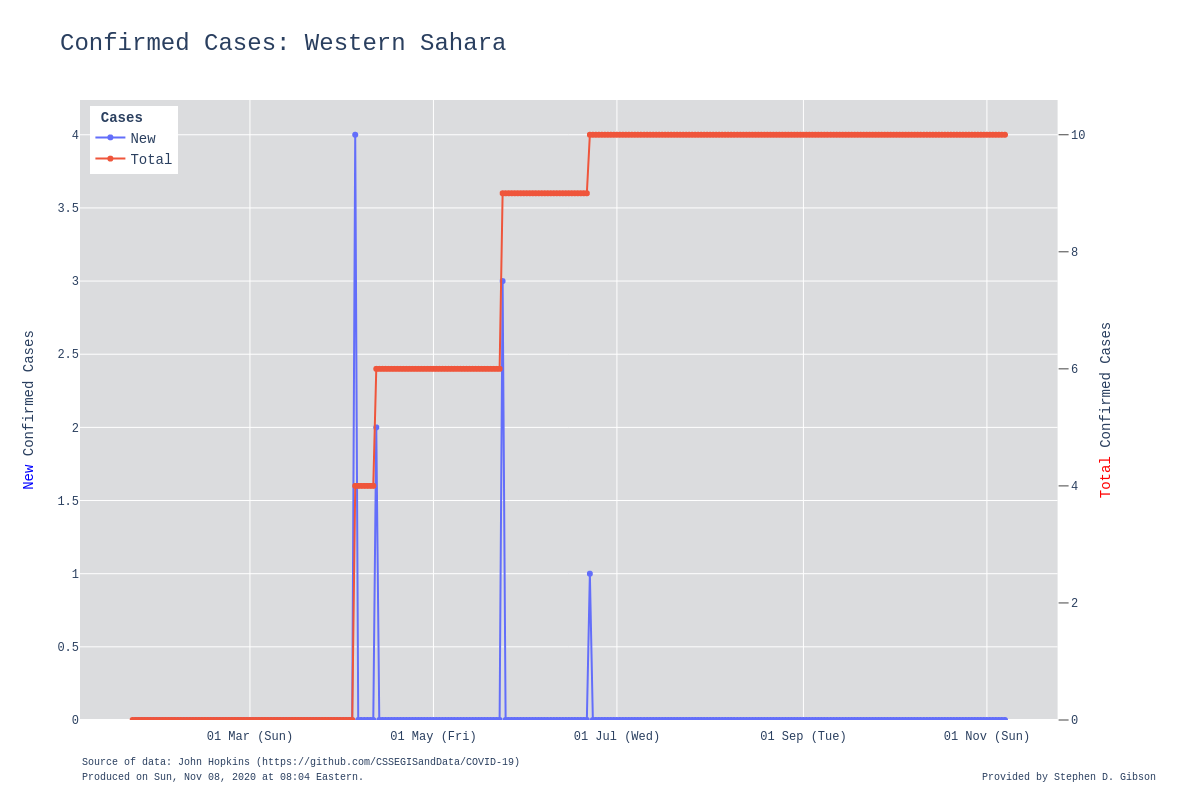 Confirmed Cases: Western Sahara
Cases
New
Total
4
3.5
3
2.5
2
1.5
1
0.5
0
New Confirmed Cases
10
8
6
4
2
0
Total Confirmed Cases
01 Mar (Sun)
01 May (Fri)
01 Jul (Wed)
01 Sep (Tue)
01 Nov (Sun)
Source of data: John Hopkins (https://github.com/CSSEGISandData/COVID-19)
Produced on Sun, Nov 08, 2020 at 08:04 Eastern.
Provided by Stephen D. Gibson